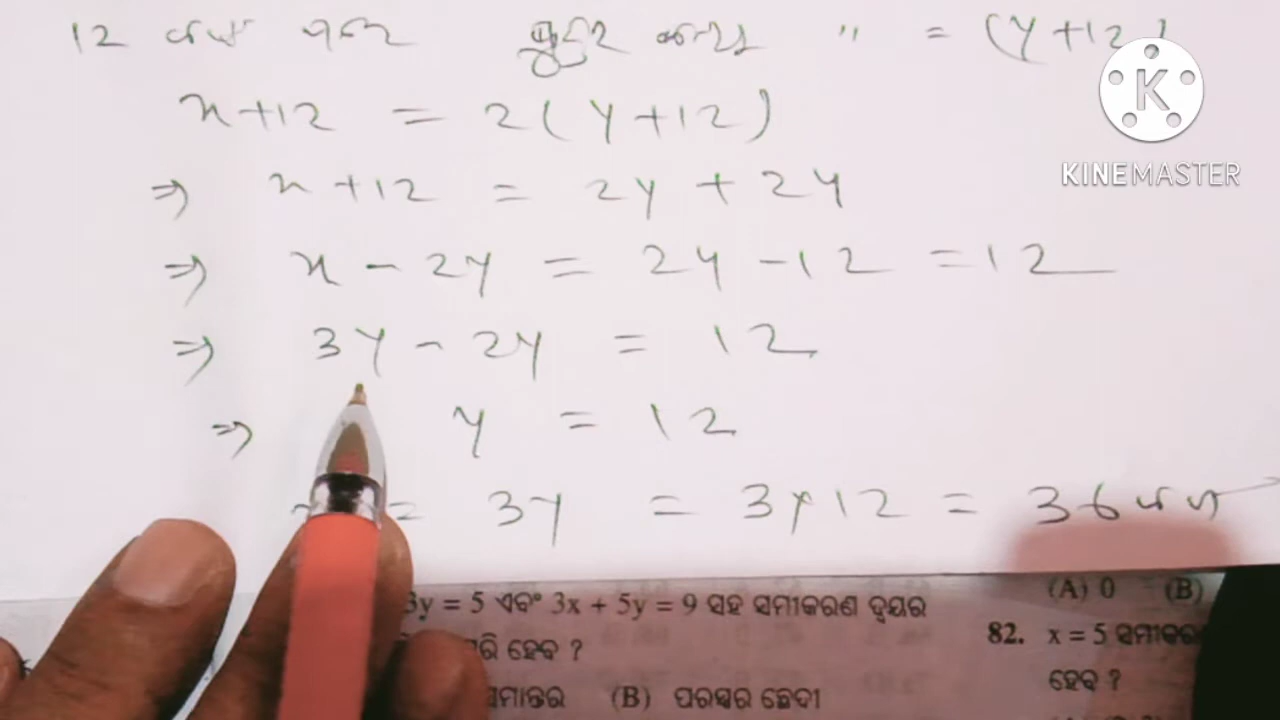 12 ବର୍ଷ ପରେ ପୁତ୍ରର ବୟସ " = (y+12)
x+12 = 2(y+12)
⇒ x+12 = 2y + 24
⇒ x - 2y = 24 - 12 = 12
⇒ 3y - 2y = 12
⇒ y = 12
= 3y = 3×12 = 36 ବର୍ଷ
K
KINEMASTER
3y = 5 ଏବଂ 3x + 5y = 9 ସହ ସମୀକରଣ ଦ୍ୱୟର
ହେବ ?
(B) ପରସ୍ପର ଛେଦୀ
(A) 0 (B)
82. x = 5
ହେବ ?